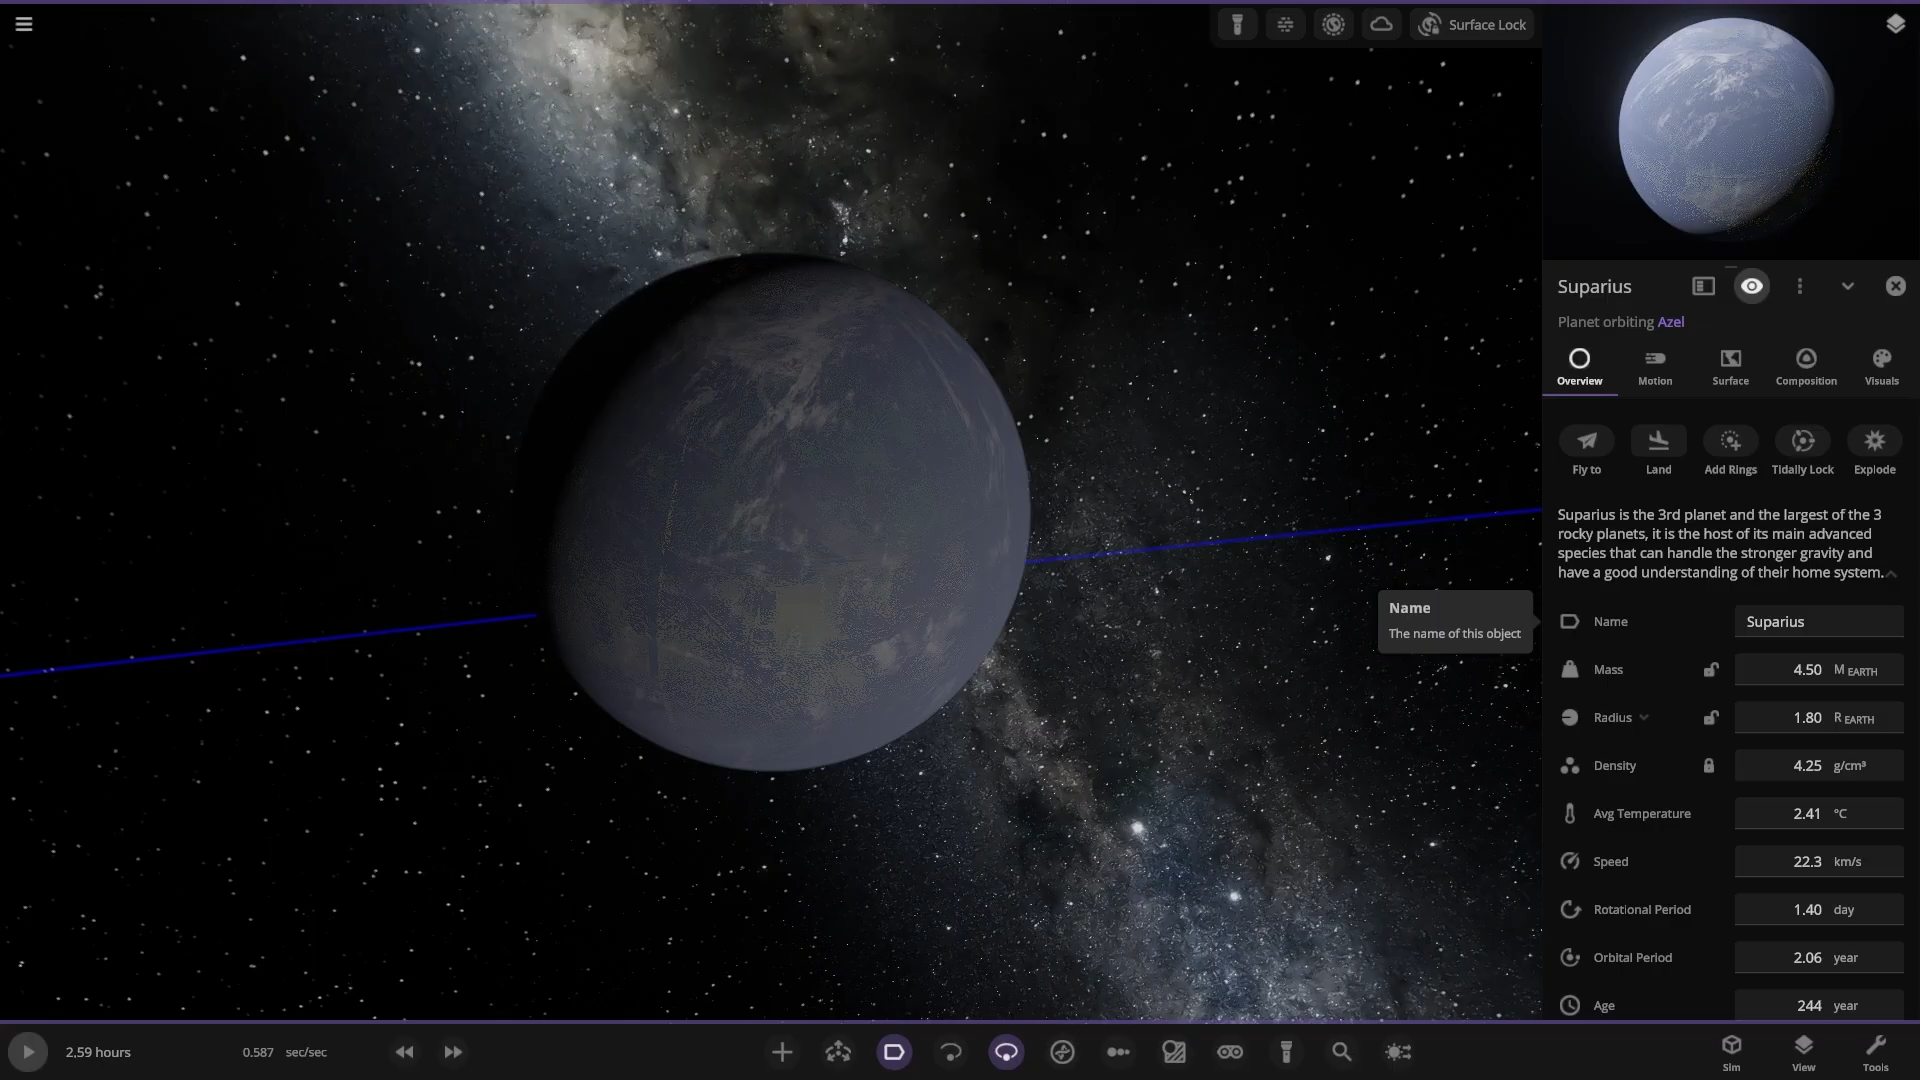 Surface Lock
Suparius
Planet orbiting Azel
Overview
Motion
Surface
Composition
Visuals
Fly to
Land
Add Rings
Tidally Lock
Explode
Suparius is the 3rd planet and the largest of the 3
rocky planets, it is the host of its main advanced
species that can handle the stronger gravity and
have a good understanding of their home system.
Name
The name of this object
Name Suparius
Mass 4.50 M EARTH
Radius 1.80 R EARTH
Density 4.25 g/cm³
Avg Temperature 2.41 °C
Speed 22.3 km/s
Rotational Period 1.40 day
Orbital Period 2.06 year
Age 244 year
2.59 hours
0.587 sec/sec
Sim
View
Tools